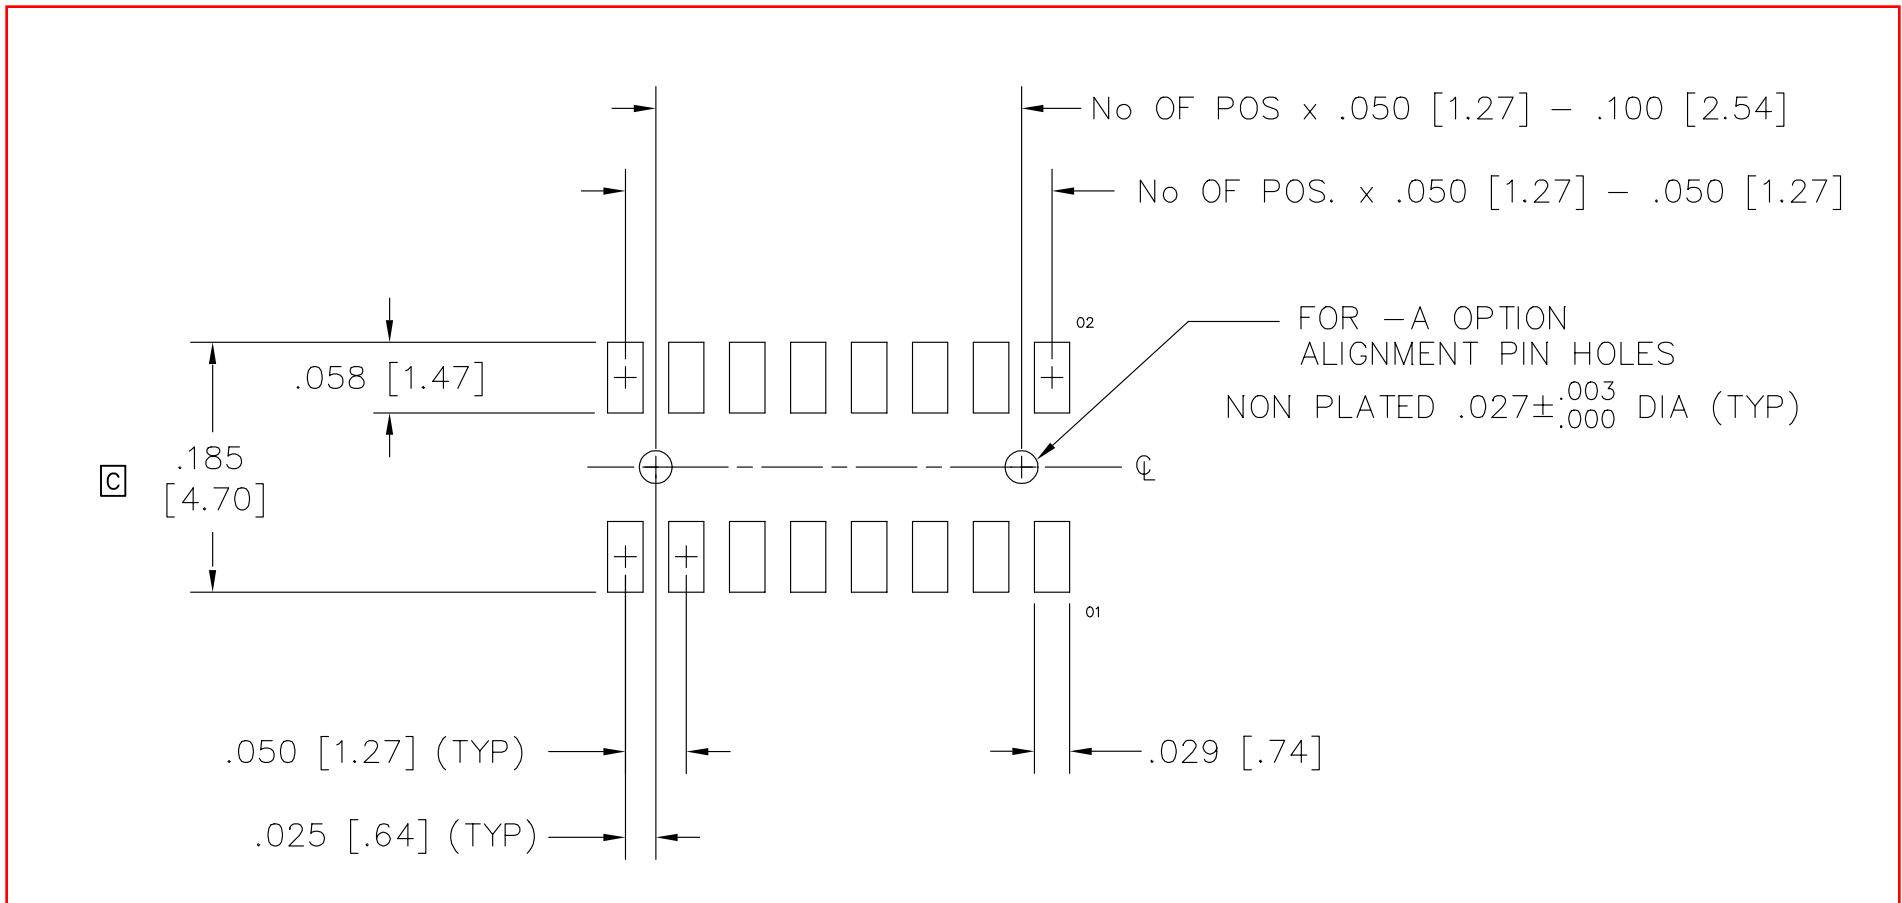 No OF POS x .050 [1.27] – .100 [2.54]
No OF POS. x .050 [1.27] – .050 [1.27]
02
FOR –A OPTION
ALIGNMENT PIN HOLES
NON PLATED .027±.003 .000 DIA (TYP)
.058 [1.47]
.185
[4.70]
C
℄
01
.050 [1.27] (TYP)
.029 [.74]
.025 [.64] (TYP)